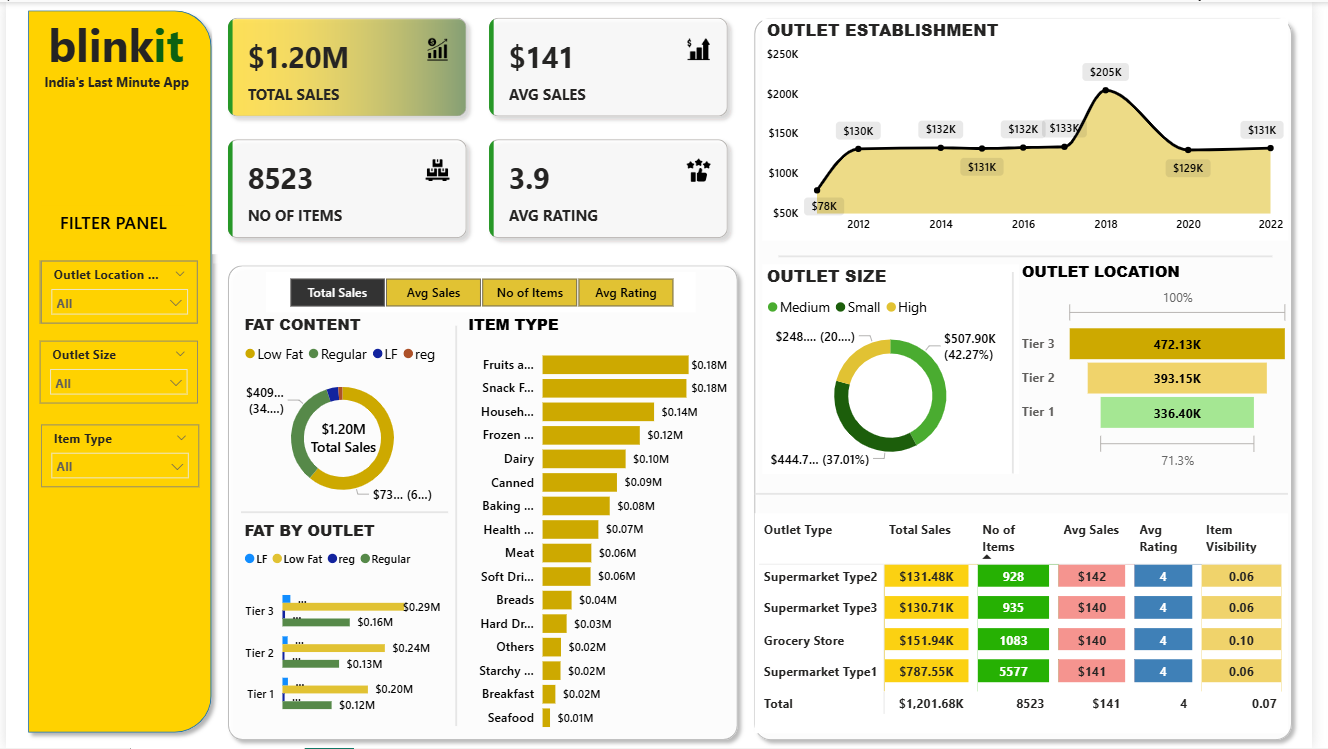 blinkit
India's Last Minute App
FILTER PANEL
Outlet Location ...
All
Outlet Size
All
Item Type
All
$1.20M
TOTAL SALES
$141
AVG SALES
8523
NO OF ITEMS
3.9
AVG RATING
Total Sales
Avg Sales
No of Items
Avg Rating
FAT CONTENT
Low Fat Regular LF reg
$409...
(34....)
$1.20M
Total Sales
$73... (6...)
FAT BY OUTLET
LF Low Fat reg Regular
Tier 3
...
$0.29M
...
$0.16M
Tier 2
...
$0.24M
...
$0.13M
Tier 1
...
$0.20M
...
$0.12M
ITEM TYPE
Fruits a... $0.18M
Snack F... $0.18M
Househ... $0.14M
Frozen ... $0.12M
Dairy $0.10M
Canned $0.09M
Baking ... $0.08M
Health ... $0.07M
Meat $0.06M
Soft Dri... $0.06M
Breads $0.04M
Hard Dr... $0.03M
Others $0.02M
Starchy ... $0.02M
Breakfast $0.02M
Seafood $0.01M
OUTLET ESTABLISHMENT
$250K
$200K
$150K
$100K
$50K
$78K
$130K
$132K
$131K
$132K
$133K
$205K
$129K
$131K
2012 2014 2016 2018 2020 2022
OUTLET SIZE
Medium Small High
$248.... (20....)
$507.90K
(42.27%)
$444.7... (37.01%)
OUTLET LOCATION
100%
Tier 3 472.13K
Tier 2 393.15K
Tier 1 336.40K
71.3%
Outlet Type Total Sales No of Items Avg Sales Avg Rating Item Visibility
Supermarket Type2 $131.48K 928 $142 4 0.06
Supermarket Type3 $130.71K 935 $140 4 0.06
Grocery Store $151.94K 1083 $140 4 0.10
Supermarket Type1 $787.55K 5577 $141 4 0.06
Total $1,201.68K 8523 $141 4 0.07